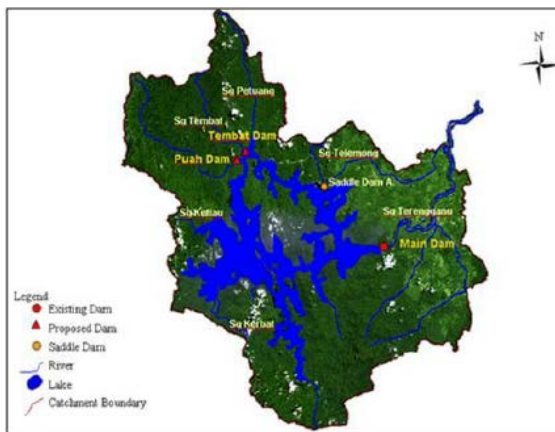 N
Sg Petuang
Sg Tembat
Tembat Dam
Puah Dam
Sg Telemong
Saddle Dam A
Sg Terengganu
Sg Ketiau
Main Dam
Sg Kerbat
Legend
Existing Dam
Proposed Dam
Saddle Dam
River
Lake
Catchment Boundary